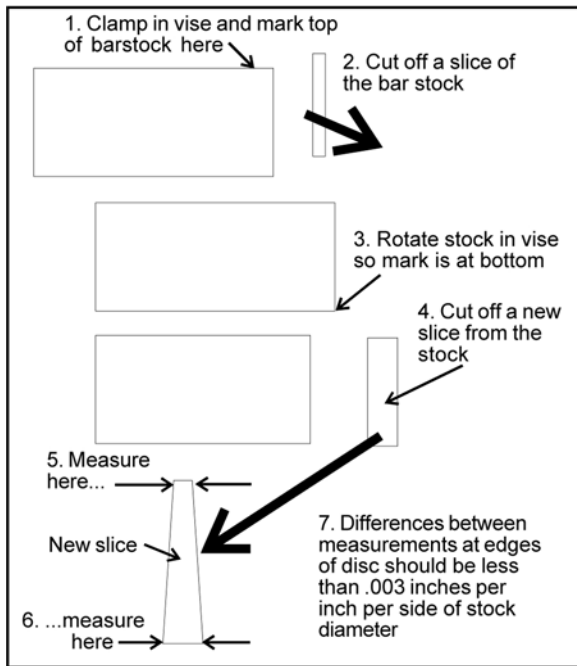 1. Clamp in vise and mark top
of barstock here
2. Cut off a slice of
the bar stock
3. Rotate stock in vise
so mark is at bottom
4. Cut off a new
slice from the
stock
5. Measure
here...
New slice
6. ...measure
here
7. Differences between
measurements at edges
of disc should be less
than .003 inches per
inch per side of stock
diameter